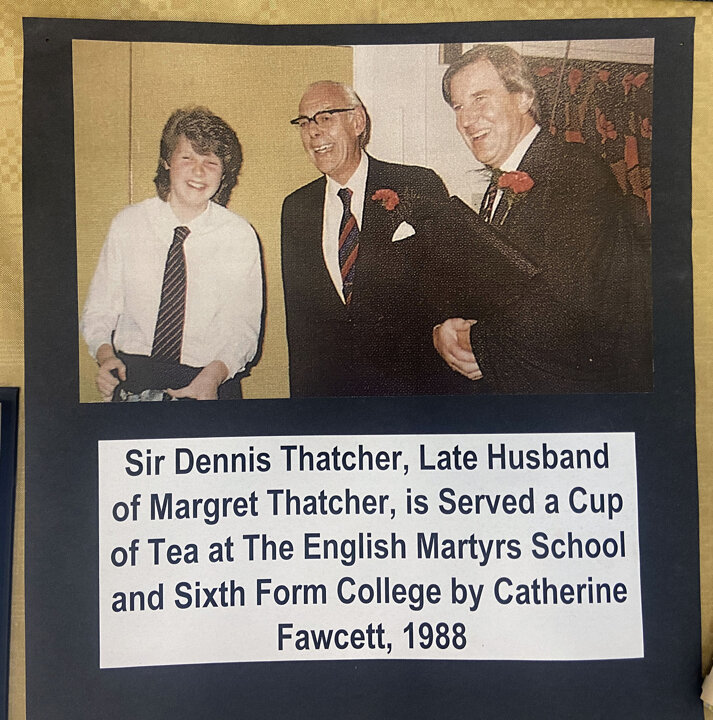 Sir Dennis Thatcher, Late Husband
of Margret Thatcher, is Served a Cup
of Tea at The English Martyrs School
and Sixth Form College by Catherine
Fawcett, 1988